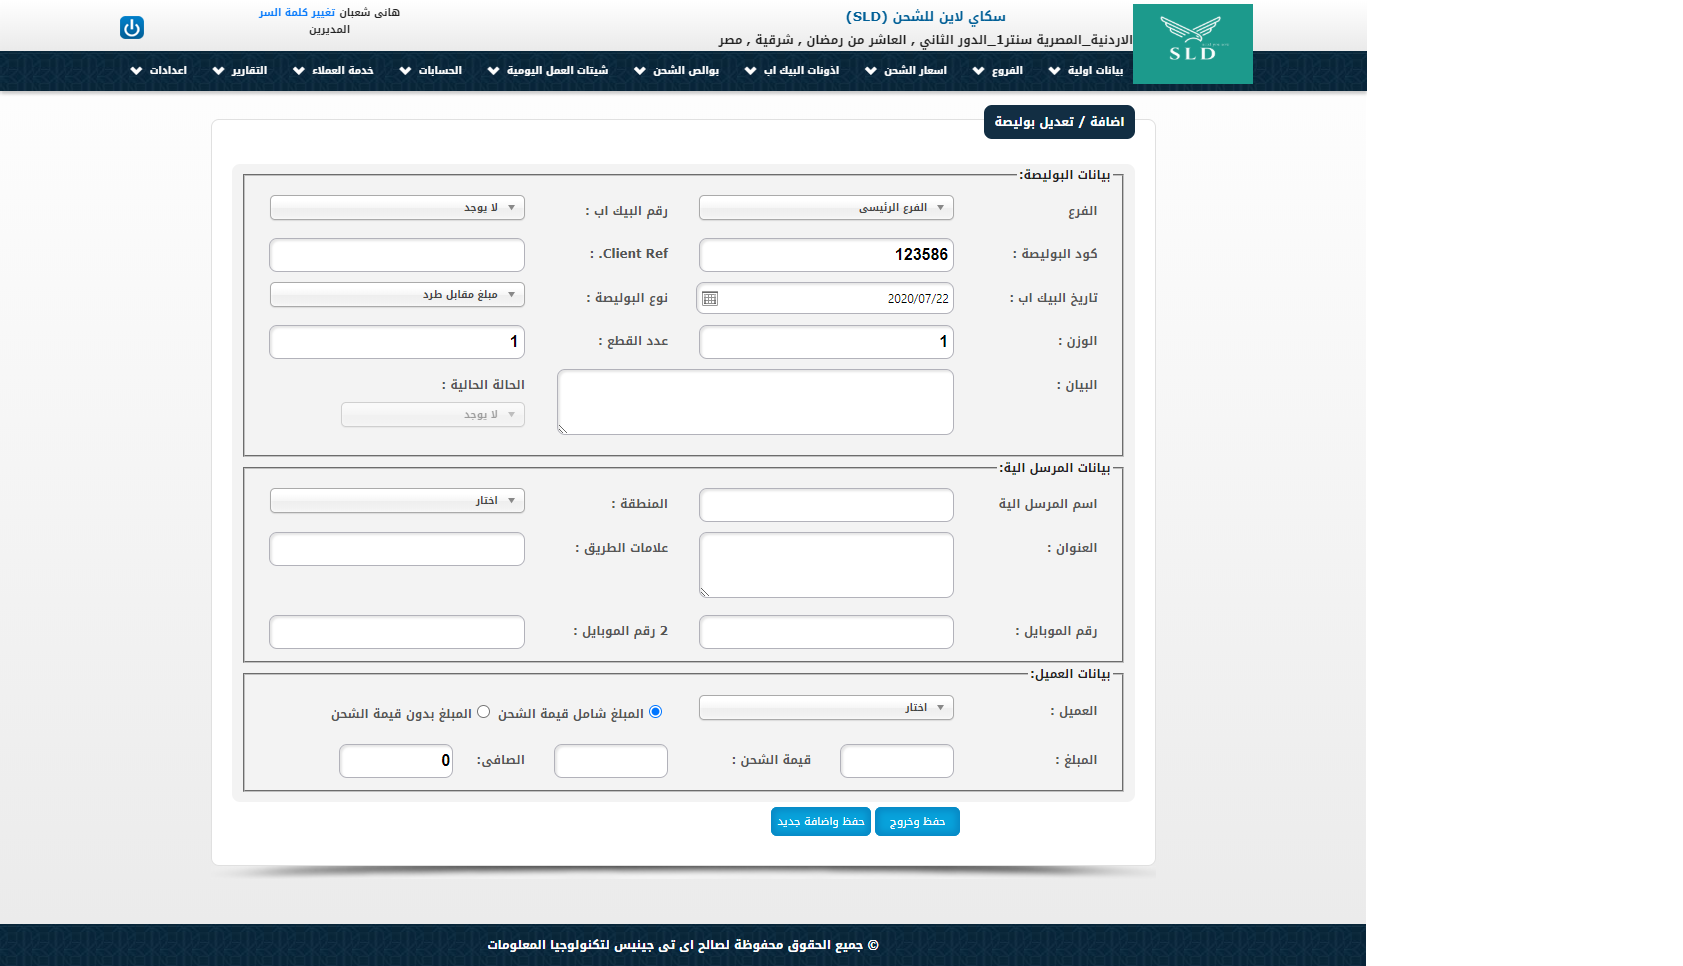 SLD
سكاي لاين للشحن (SLD)
الاردنية_المصرية سنتر1_الدور الثاني , العاشر من رمضان , شرقية , مصر
هانى شعبان تغيير كلمة السر
المديرين
بيانات اولية الفروع اسعار الشحن اذونات البيك اب بوالص الشحن شيتات العمل اليومية الحسابات خدمة العملاء التقارير اعدادات
اضافة / تعديل بوليصة
بيانات البوليصة:
الفرع الفرع الرئيسى رقم البيك اب : لا يوجد
كود البوليصة : 123586 Client Ref. :
تاريخ البيك اب : 2020/07/22 نوع البوليصة : مبلغ مقابل طرد
الوزن : 1 عدد القطع : 1
البيان : الحالة الحالية :
لا يوجد
بيانات المرسل الية:
اسم المرسل الية المنطقة : اختار
العنوان : علامات الطريق :
رقم الموبايل : 2 رقم الموبايل :
بيانات العميل:
العميل : اختار المبلغ شامل قيمة الشحن المبلغ بدون قيمة الشحن
المبلغ : قيمة الشحن : الصافى: 0
حفظ وخروج حفظ واضافة جديد
© جميع الحقوق محفوظة لصالح اى تى جينيس لتكنولوجيا المعلومات